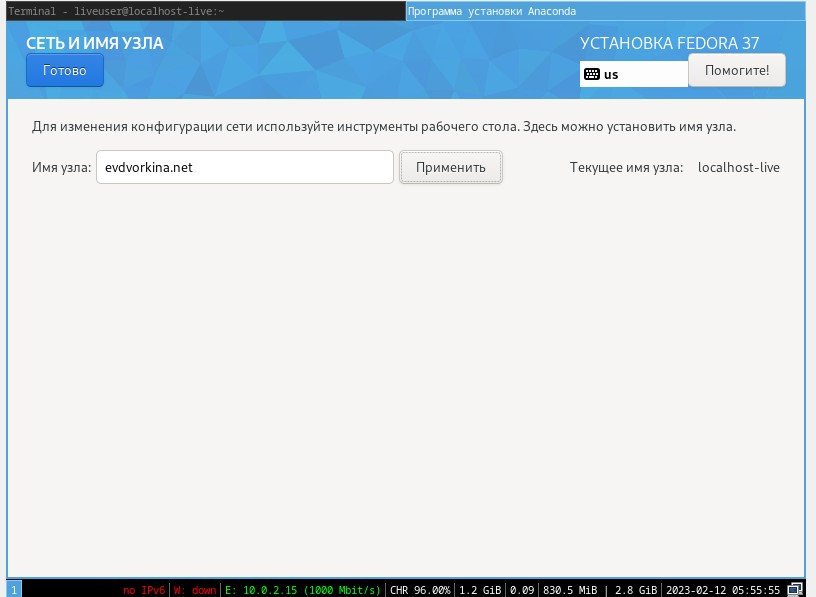 Terminal - liveuser@localhost-live:~
Программа установки Anaconda
СЕТЬ И ИМЯ УЗЛА
УСТАНОВКА FEDORA 37
Готово
us
Помогите!
Для изменения конфигурации сети используйте инструменты рабочего стола. Здесь можно установить имя узла.
Имя узла: evdvorkina.net Применить Текущее имя узла: localhost-live
1 no IPv6 W: down E: 10.0.2.15 (1000 Mbit/s) CHR 96.00% 1.2 GiB 0.09 830.5 MiB | 2.8 GiB 2023-02-12 05:55:55